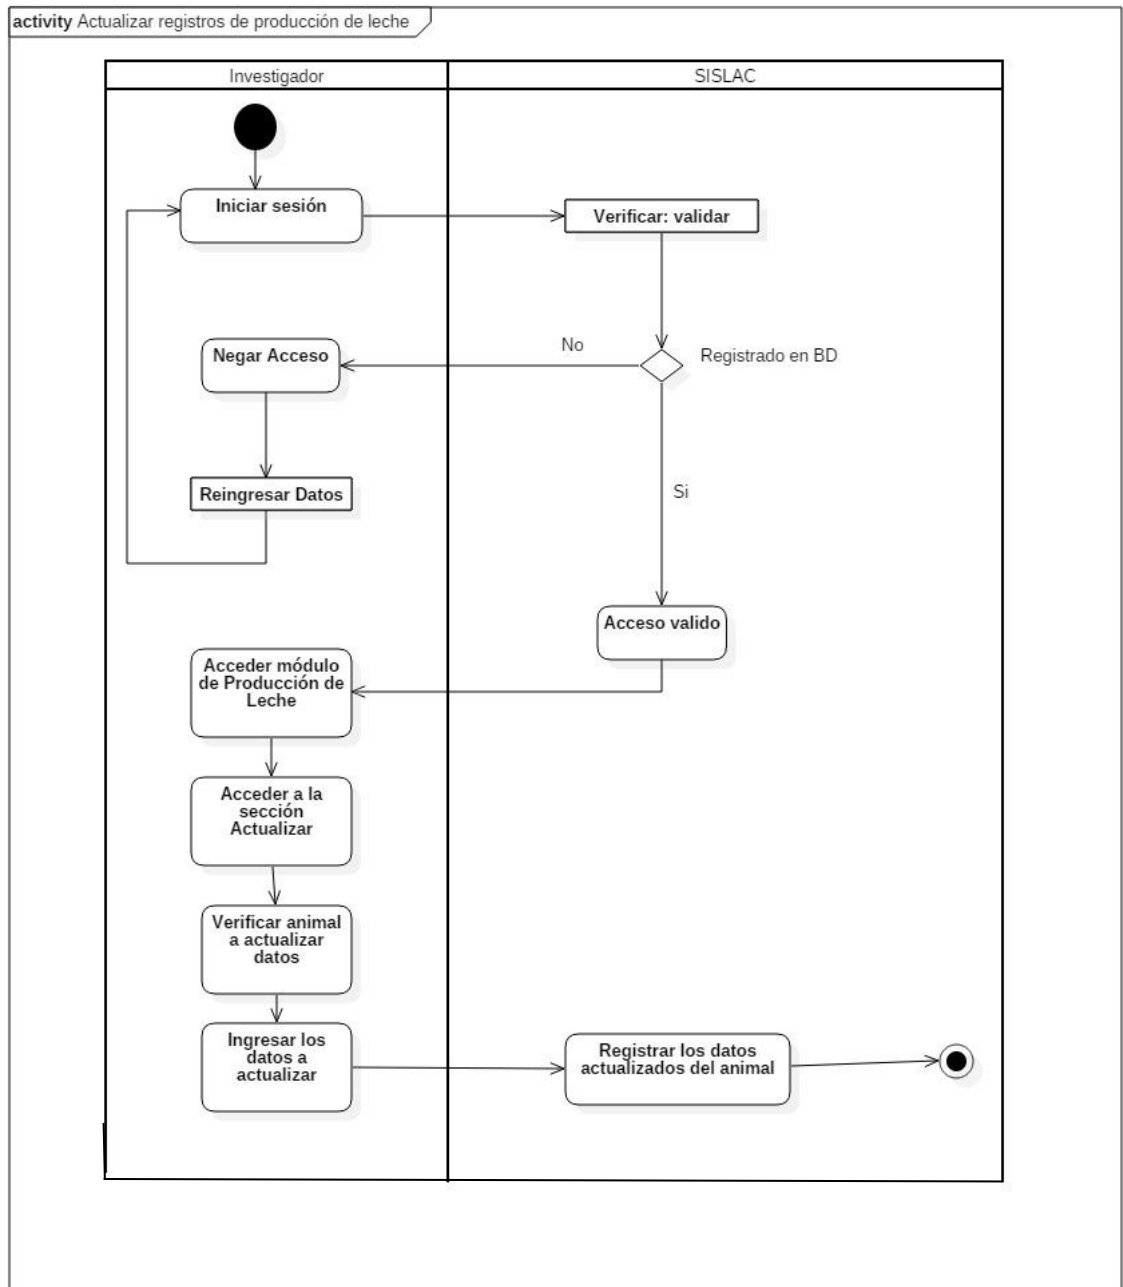 activity Actualizar registros de producción de leche
Investigador
SISLAC
Iniciar sesión
Verificar: validar
Negar Acceso
No
Registrado en BD
Reingresar Datos
Si
Acceso valido
Acceder módulo
de Producción de
Leche
Acceder a la
sección
Actualizar
Verificar animal
a actualizar
datos
Ingresar los
datos a
actualizar
Registrar los datos
actualizados del animal